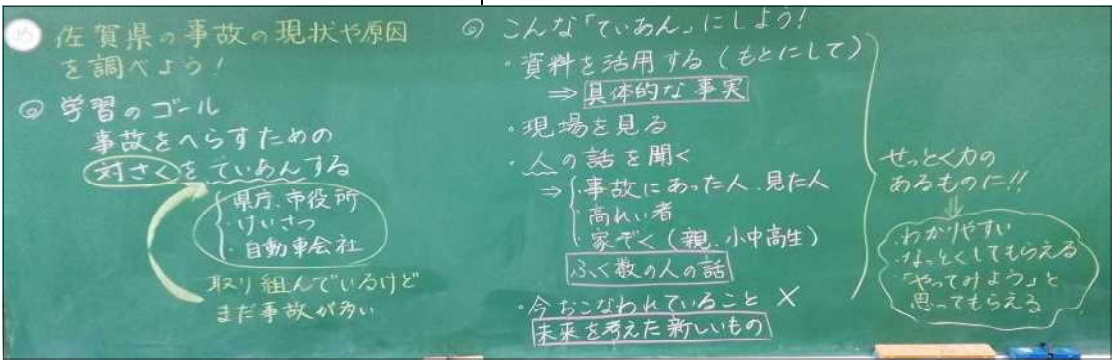 め 佐賀県の事故の現状や原因
を調べよう!
◎ 学習のゴール
事故をへらすための
対さくをていあんする
・県庁、市役所
・けいさつ
・自動車会社
取り組んでいるけど
まだ事故が多い
◎ こんな「ていあん」にしよう!
・資料を活用する(もとにして)
⇒具体的な事実
・現場を見る
・人の話を聞く
⇒・事故にあった人、見た人
・高れい者
・家ぞく(親、小中高生)
ふく数の人の話
・今おこなわれていること ×
未来を考えた新しいもの
せっとく力の
あるものに!!
⇓
・わかりやすい
・なっとくしてもらえる
・「やってみよう」と
思ってもらえる